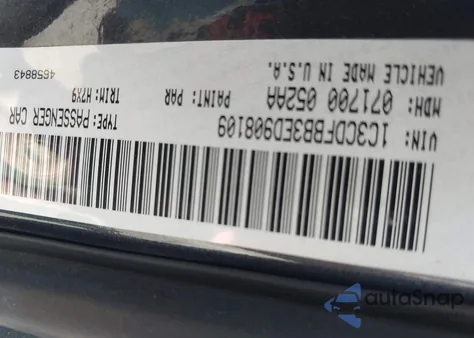 VIN: 1C3CDFBB3ED908109
TYPE: PASSENGER CAR
MDH: 071700 052AA
PAINT: PAR
TRIM: H7X9
VEHICLE MADE IN U.S.A.
4658843
autoSnap